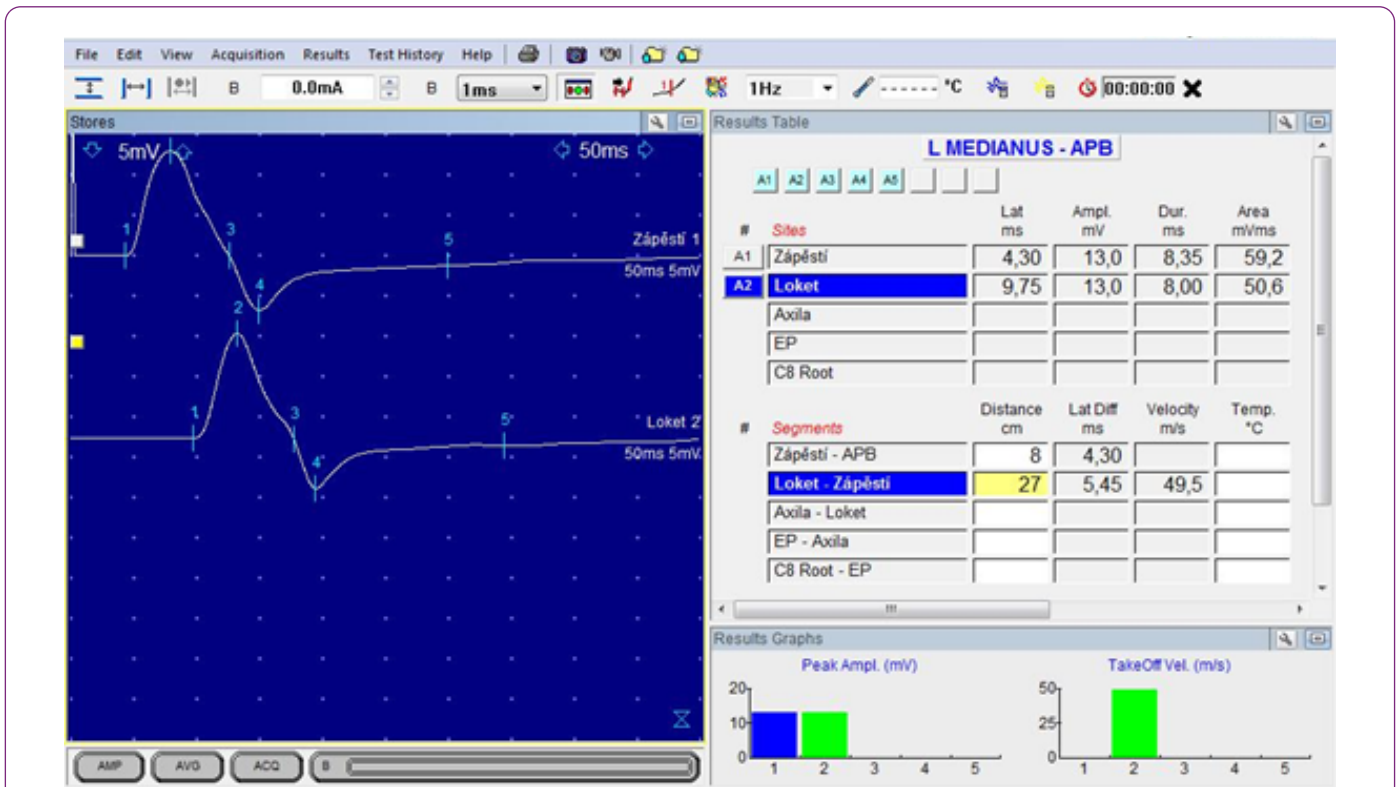 File Edit View Acquisition Results Test History Help
B 0.0mA B 1ms 1Hz ------ °C 00:00:00
Stores
5mV 50ms
1 3 5 Zápěstí 1
4 50ms 5mV
2
1 3 5 Loket 2
4 50ms 5mV
AMP AVG ACQ B
Results Table
L MEDIANUS - APB
A1 A2 A3 A4 A5
Lat Ampl. Dur. Area
# Sites ms mV ms mVms
A1 Zápěstí 4,30 13,0 8,35 59,2
A2 Loket 9,75 13,0 8,00 50,6
Axila
EP
C8 Root
Distance Lat Diff Velocity Temp.
# Segments cm ms m/s °C
Zápěstí - APB 8 4,30
Loket - Zápěstí 27 5,45 49,5
Axila - Loket
EP - Axila
C8 Root - EP
Results Graphs
Peak Ampl. (mV)
20
10
0
1 2 3 4 5
TakeOff Vel. (m/s)
50
25
0
1 2 3 4 5